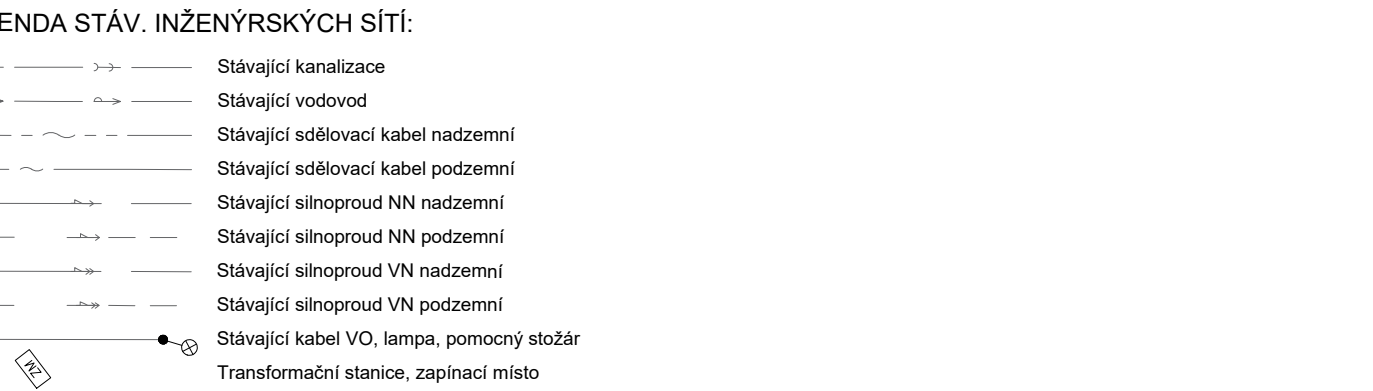 ENDA STÁV. INŽENÝRSKÝCH SÍTÍ:
Stávající kanalizace
Stávající vodovod
Stávající sdělovací kabel nadzemní
Stávající sdělovací kabel podzemní
Stávající silnoproud NN nadzemní
Stávající silnoproud NN podzemní
Stávající silnoproud VN nadzemní
Stávající silnoproud VN podzemní
Stávající kabel VO, lampa, pomocný stožár
ZM
Transformační stanice, zapínací místo